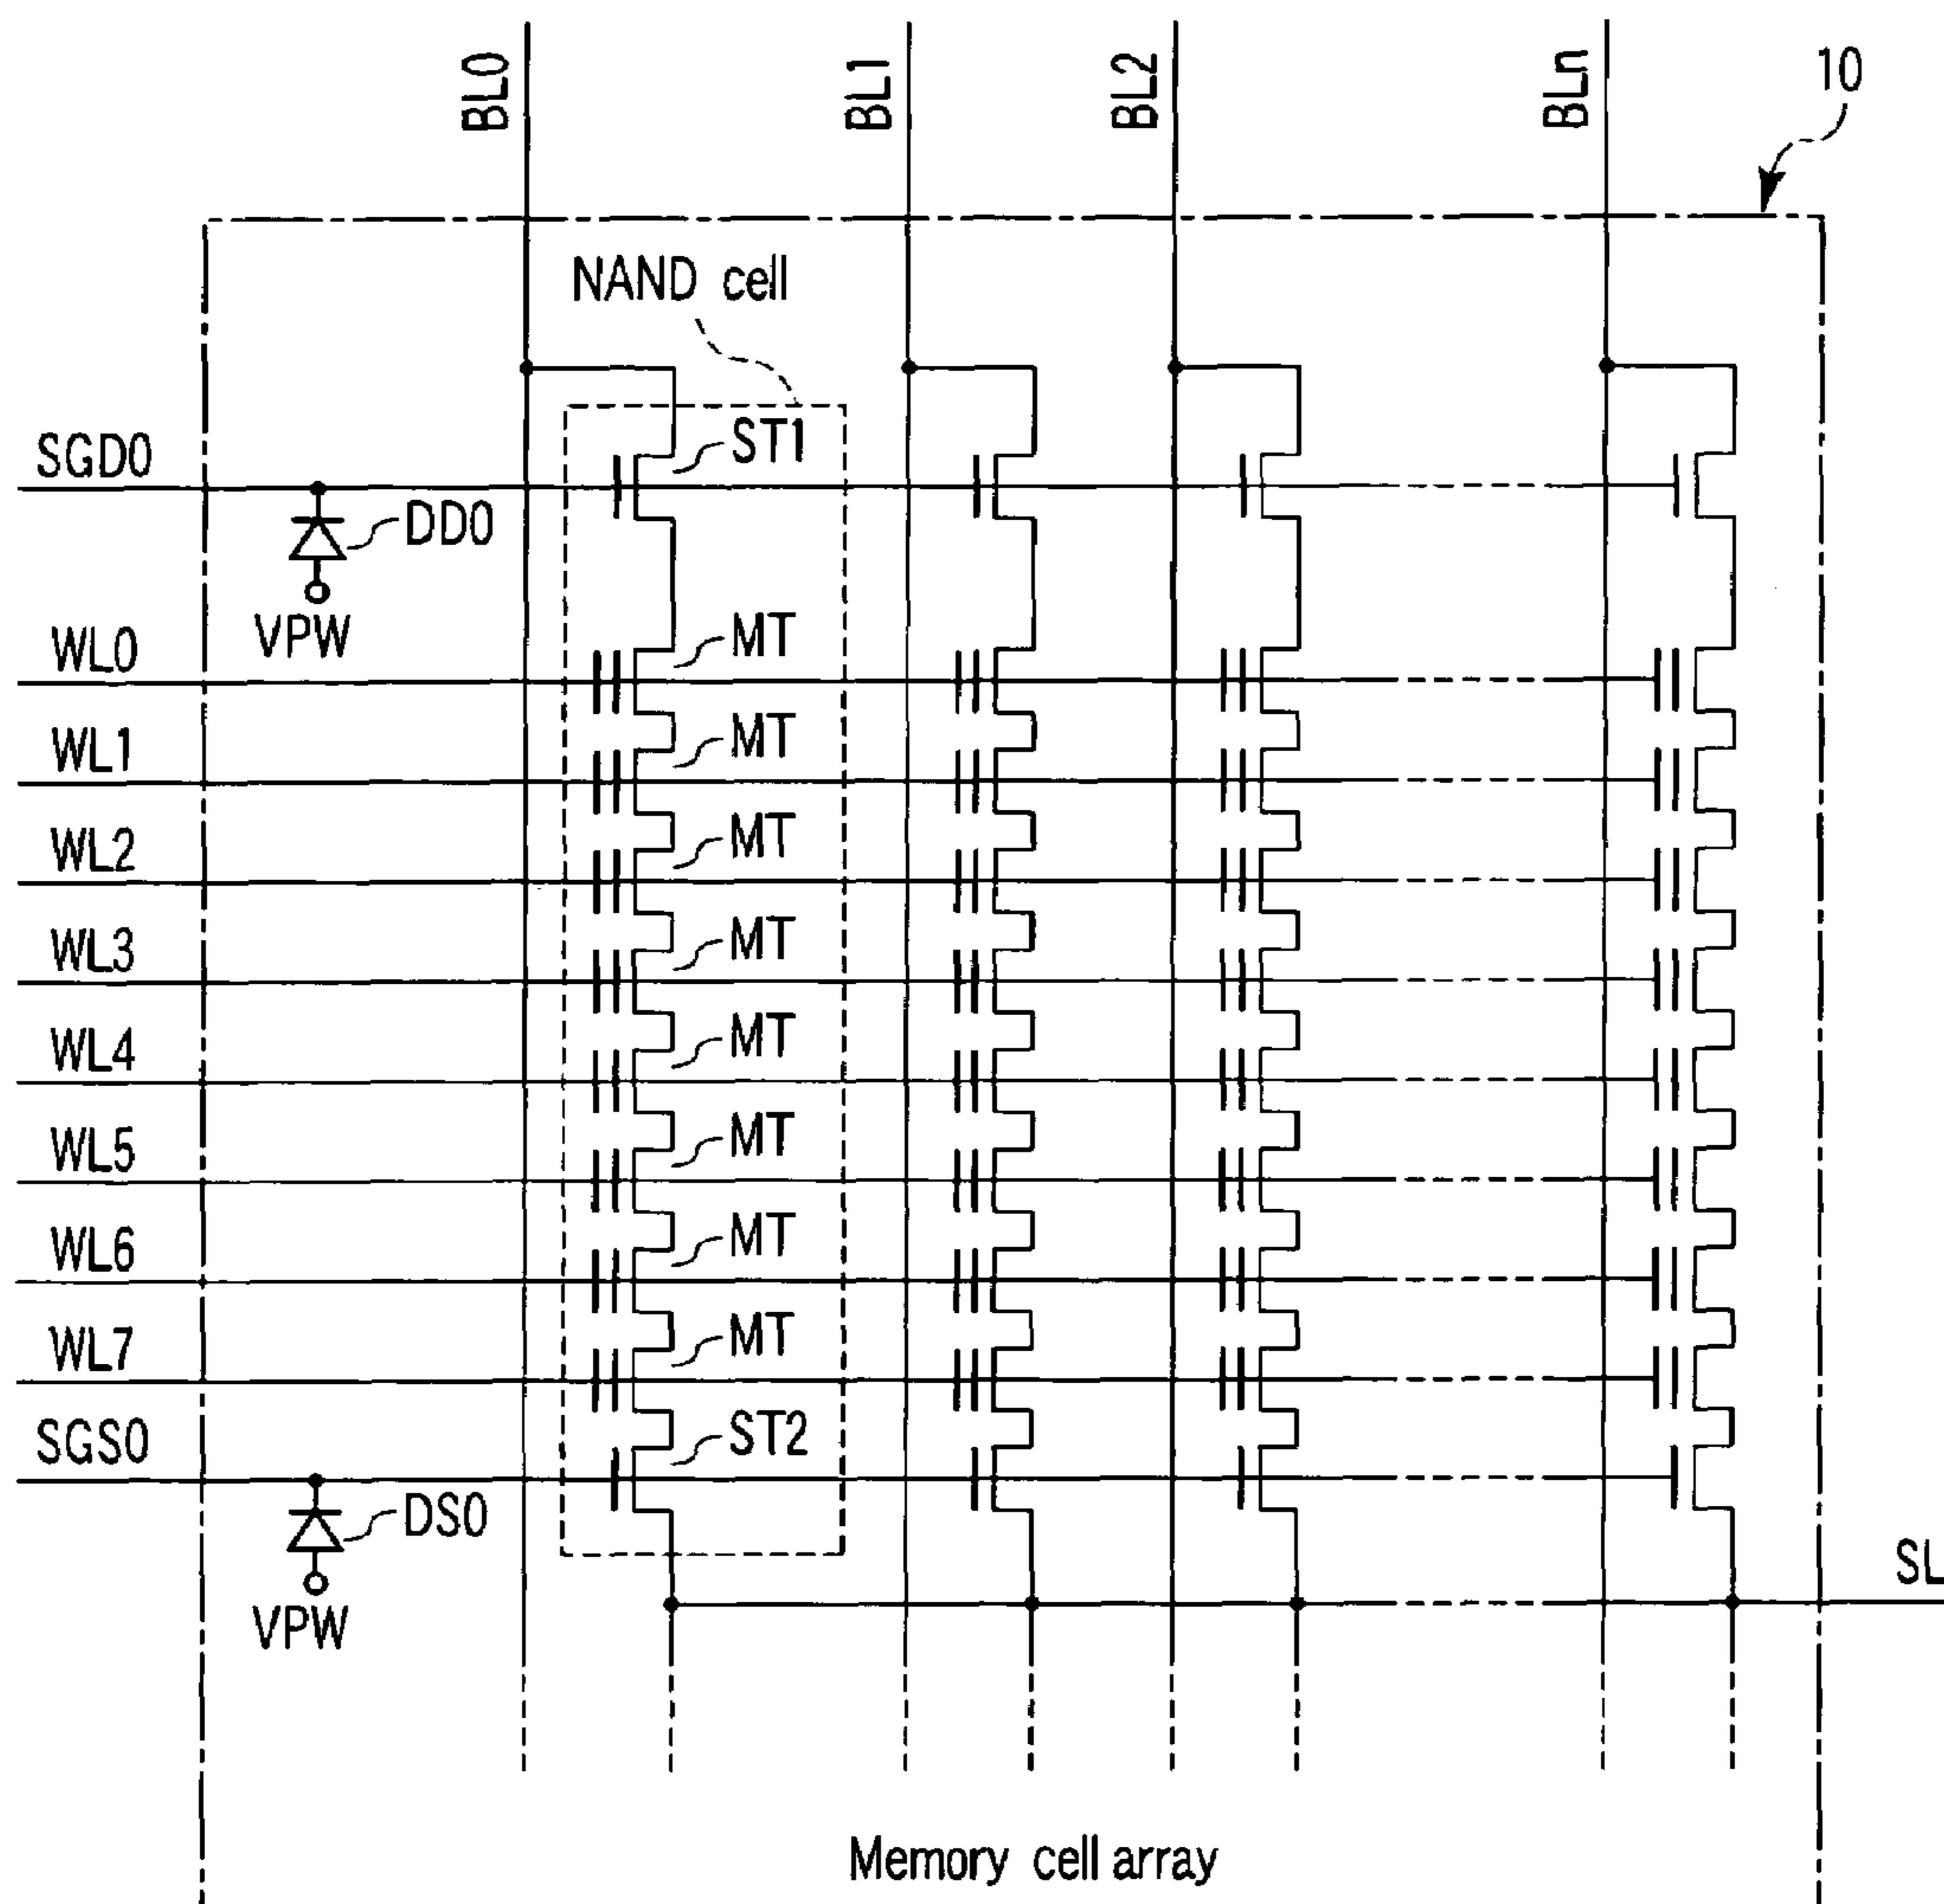 BL0
BL1
BL2
BLn
10
NAND cell
SGD0
ST1
DD0
VPW
WL0
MT
WL1
MT
WL2
MT
WL3
MT
WL4
MT
WL5
MT
WL6
MT
WL7
MT
SGS0
ST2
DS0
VPW
SL
Memory cell array